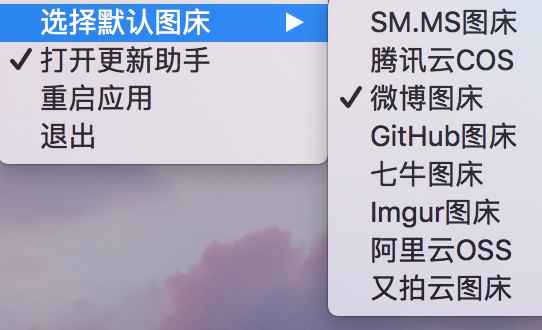 选择默认图床
打开更新助手
重启应用
退出
SM.MS图床
腾讯云COS
微博图床
GitHub图床
七牛图床
Imgur图床
阿里云OSS
又拍云图床